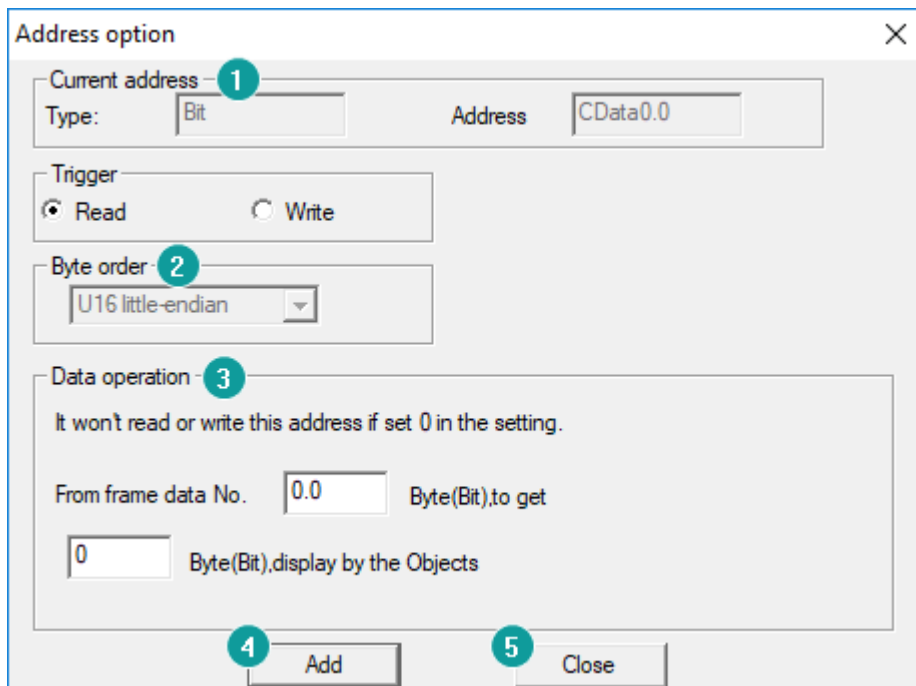 Address option
Current address 1
Type: Bit Address CData0.0
Trigger
Read Write
Byte order 2
U16 little-endian
Data operation 3
It won't read or write this address if set 0 in the setting.
From frame data No. 0.0 Byte(Bit),to get
0 Byte(Bit),display by the Objects
4 Add 5 Close